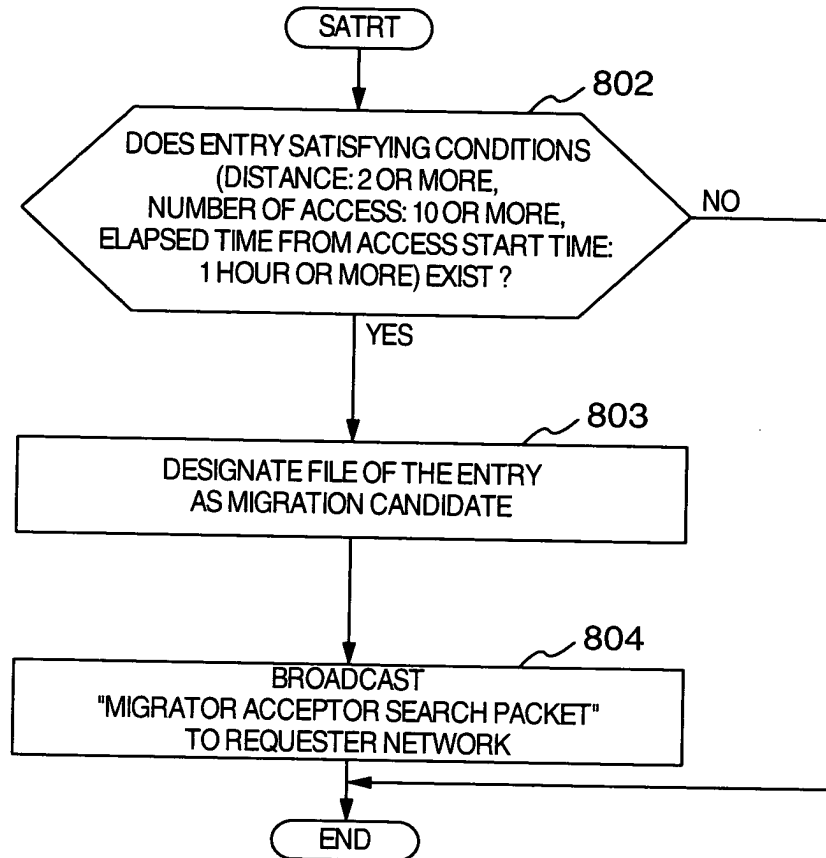 SATRT
802
DOES ENTRY SATISFYING CONDITIONS
(DISTANCE: 2 OR MORE,
NUMBER OF ACCESS: 10 OR MORE,
ELAPSED TIME FROM ACCESS START TIME:
1 HOUR OR MORE) EXIST ?
NO
YES
803
DESIGNATE FILE OF THE ENTRY
AS MIGRATION CANDIDATE
804
BROADCAST
"MIGRATOR ACCEPTOR SEARCH PACKET"
TO REQUESTER NETWORK
END